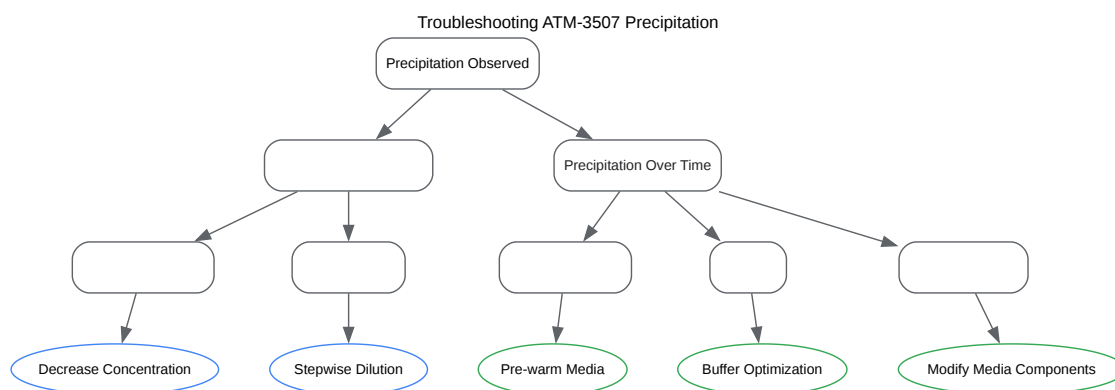 Troubleshooting ATM-3507 Precipitation
Precipitation Observed
Precipitation Over Time
Decrease Concentration
Stepwise Dilution
Pre-warm Media
Buffer Optimization
Modify Media Components